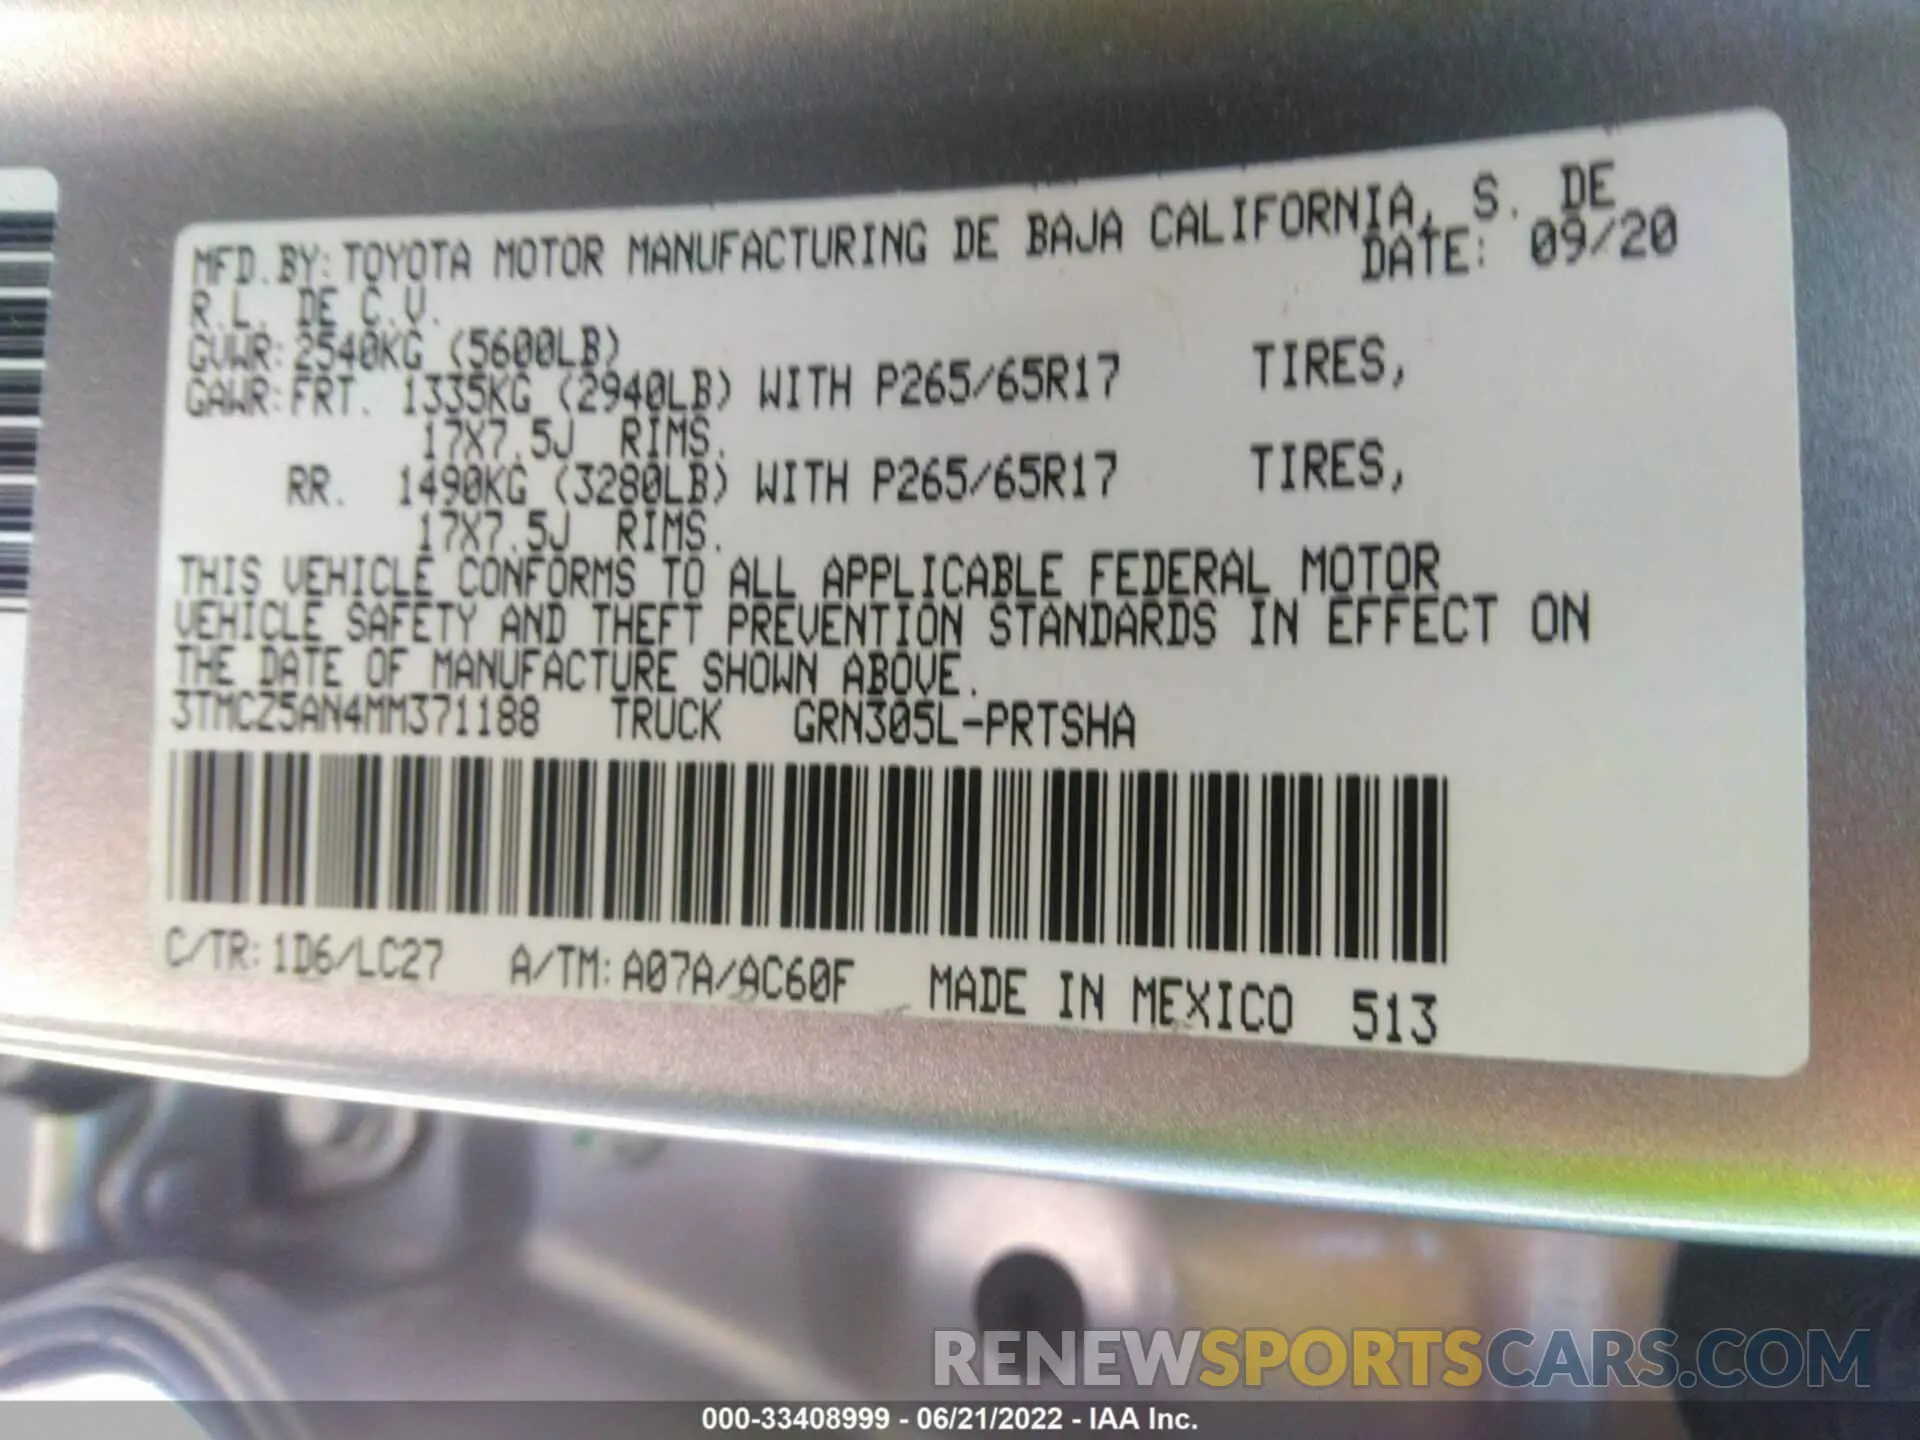 MFD.BY: TOYOTA MOTOR MANUFACTURING DE BAJA CALIFORNIA, S. DE
R.L. DE C.V. DATE: 09/20
GVWR: 2540KG (5600LB)
GAWR: FRT. 1335KG (2940LB) WITH P265/65R17 TIRES,
17X7.5J RIMS.
RR. 1490KG (3280LB) WITH P265/65R17 TIRES,
17X7.5J RIMS.
THIS VEHICLE CONFORMS TO ALL APPLICABLE FEDERAL MOTOR
VEHICLE SAFETY AND THEFT PREVENTION STANDARDS IN EFFECT ON
THE DATE OF MANUFACTURE SHOWN ABOVE.
3TMCZ5AN4MM371188 TRUCK GRN305L-PRTSHA
C/TR: 1D6/LC27 A/TM: A07A/AC60F MADE IN MEXICO 513
RENEWSPORTSCARS.COM
000-33408999 - 06/21/2022 - IAA Inc.